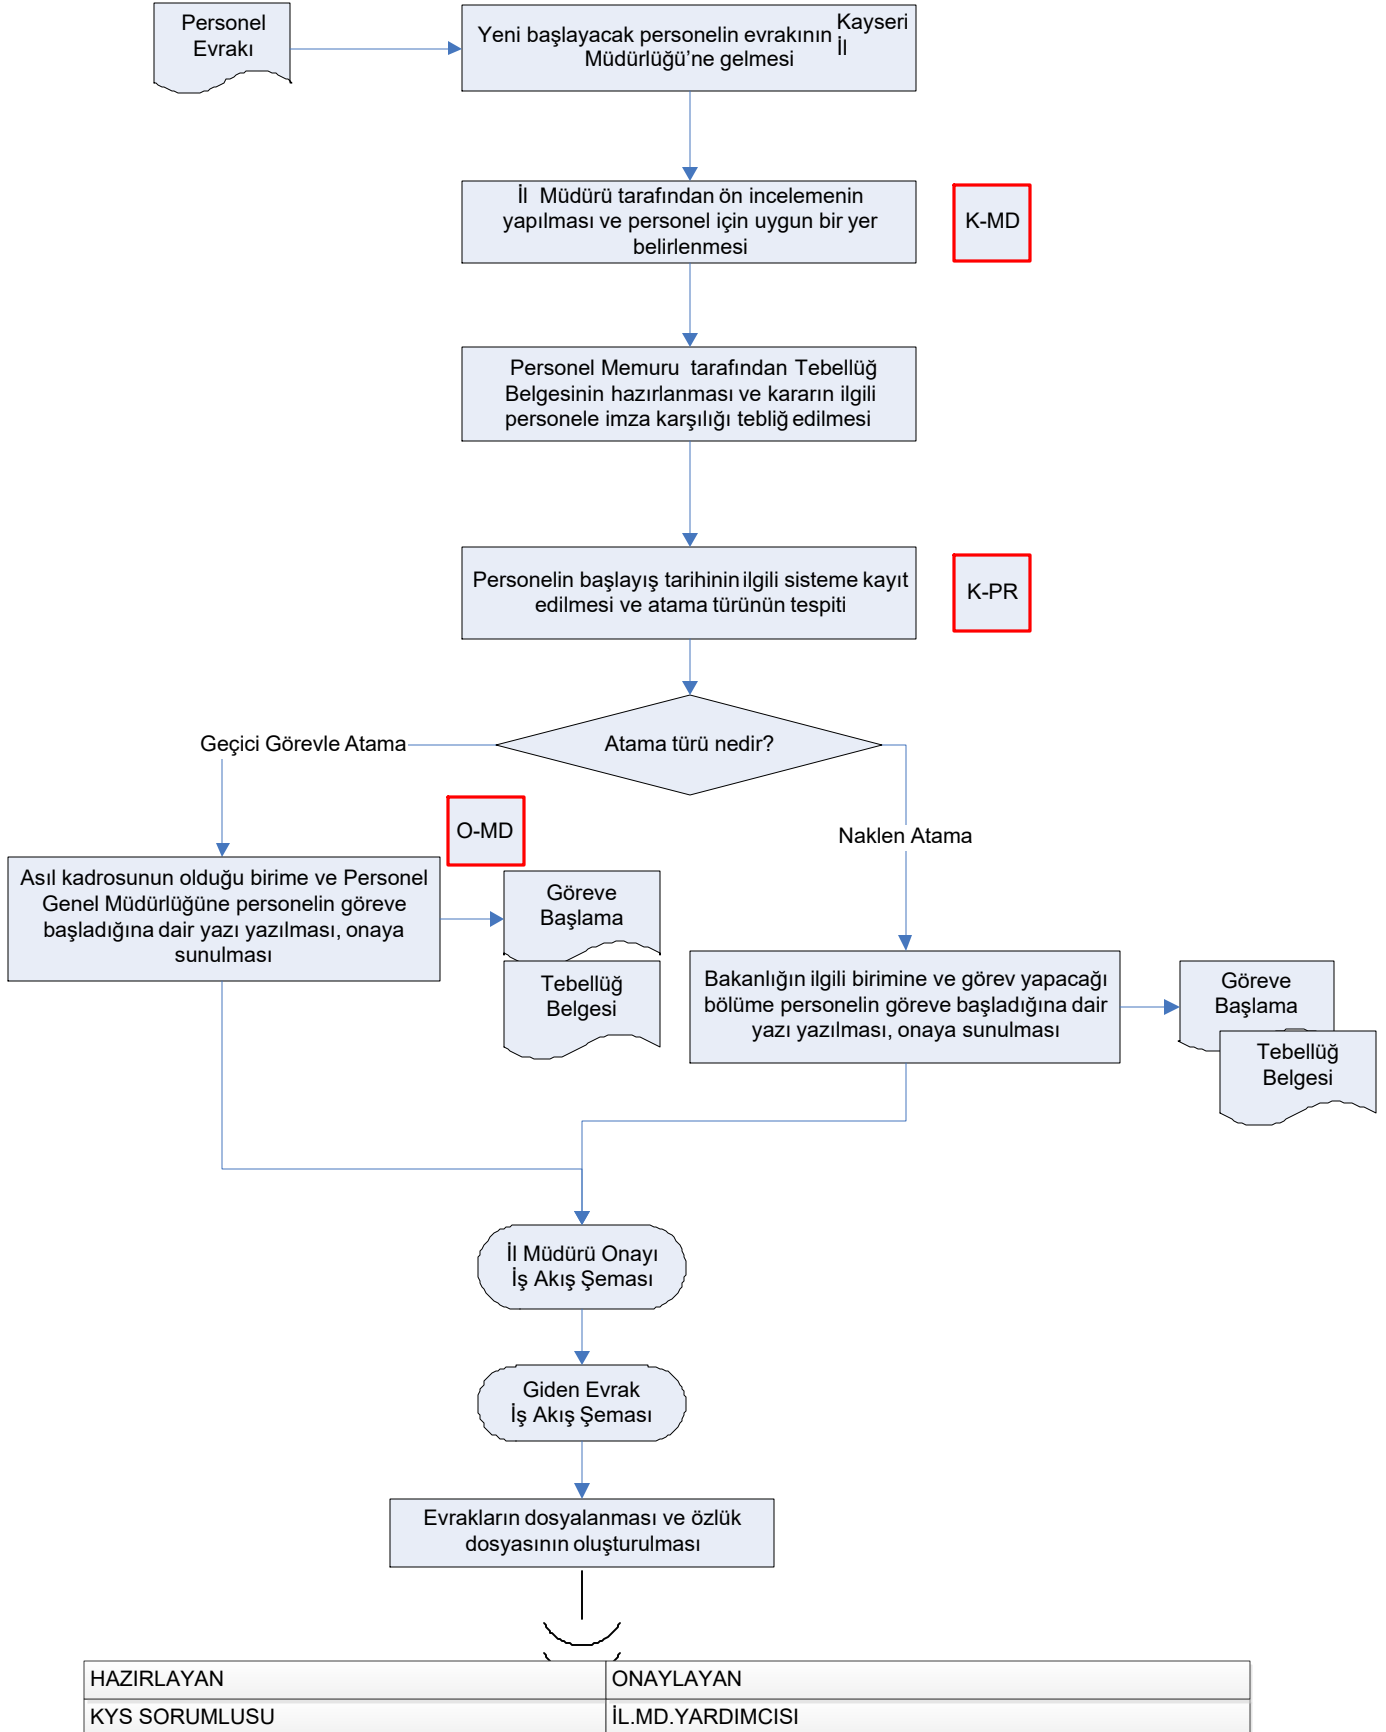 Personel
Evrakı
Yeni başlayacak personelin evrakının Kayseri İl
Müdürlüğü’ne gelmesi
İl Müdürü tarafından ön incelemenin
yapılması ve personel için uygun bir yer
belirlenmesi
K-MD
Personel Memuru tarafından Tebellüğ
Belgesinin hazırlanması ve kararın ilgili
personele imza karşılığı tebliğ edilmesi
Personelin başlayış tarihinin ilgili sisteme kayıt
edilmesi ve atama türünün tespiti
K-PR
Geçici Görevle Atama
Atama türü nedir?
O-MD
Naklen Atama
Asıl kadrosunun olduğu birime ve Personel
Genel Müdürlüğüne personelin göreve
başladığına dair yazı yazılması, onaya
sunulması
Göreve
Başlama
Tebellüğ
Belgesi
Bakanlığın ilgili birimine ve görev yapacağı
bölüme personelin göreve başladığına dair
yazı yazılması, onaya sunulması
Göreve
Başlama
Tebellüğ
Belgesi
İl Müdürü Onayı
İş Akış Şeması
Giden Evrak
İş Akış Şeması
Evrakların dosyalanması ve özlük
dosyasının oluşturulması
HAZIRLAYAN
ONAYLAYAN
KYS SORUMLUSU
İL.MD.YARDIMCISI